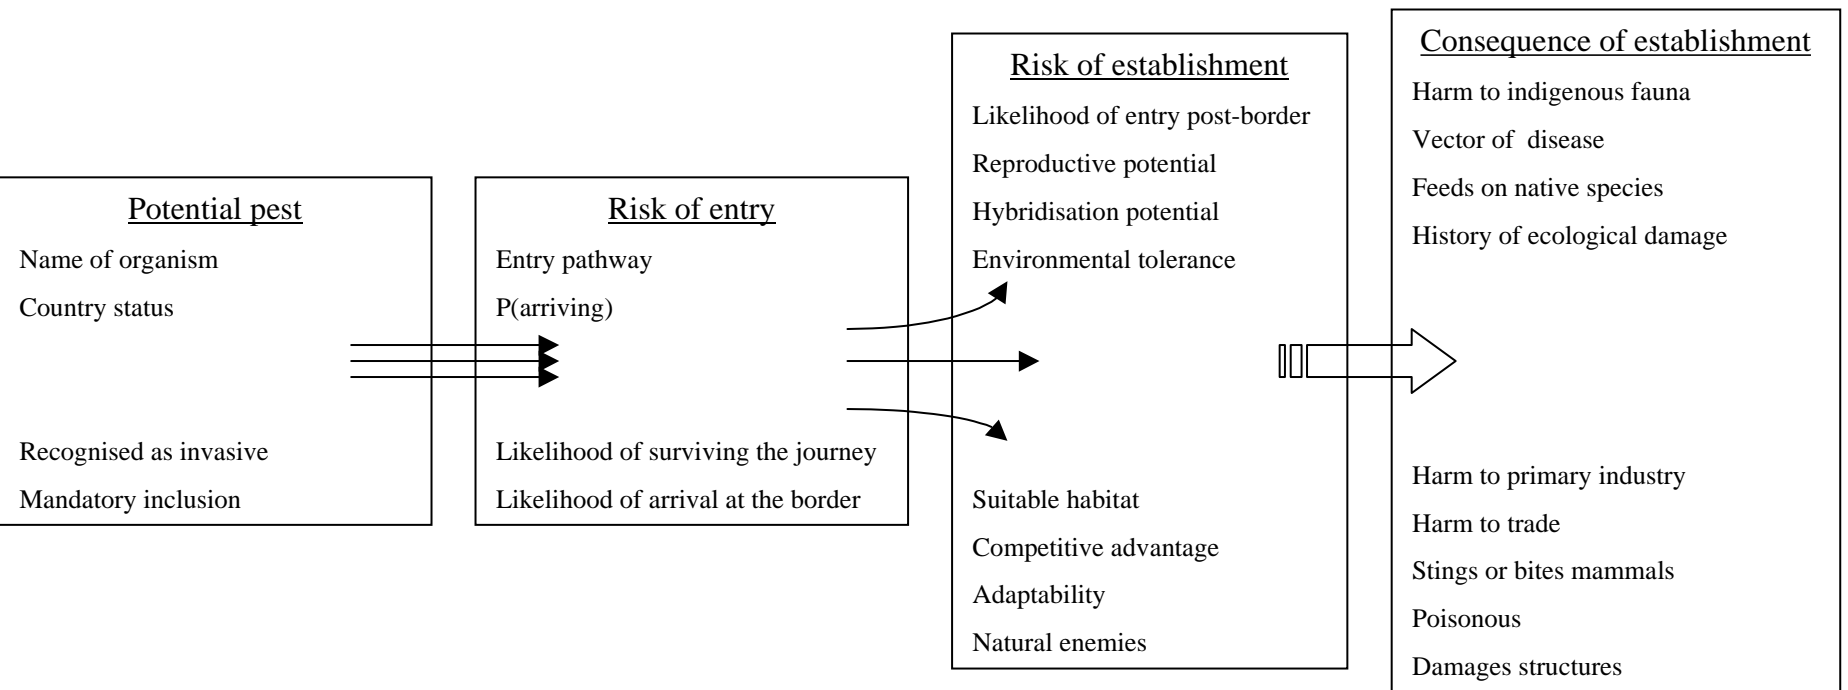 Potential pest
Name of organism
Country status
Recognised as invasive
Mandatory inclusion
Risk of entry
Entry pathway
P(arriving)
Likelihood of surviving the journey
Likelihood of arrival at the border
Risk of establishment
Likelihood of entry post-border
Reproductive potential
Hybridisation potential
Environmental tolerance
Suitable habitat
Competitive advantage
Adaptability
Natural enemies
Consequence of establishment
Harm to indigenous fauna
Vector of disease
Feeds on native species
History of ecological damage
Harm to primary industry
Harm to trade
Stings or bites mammals
Poisonous
Damages structures